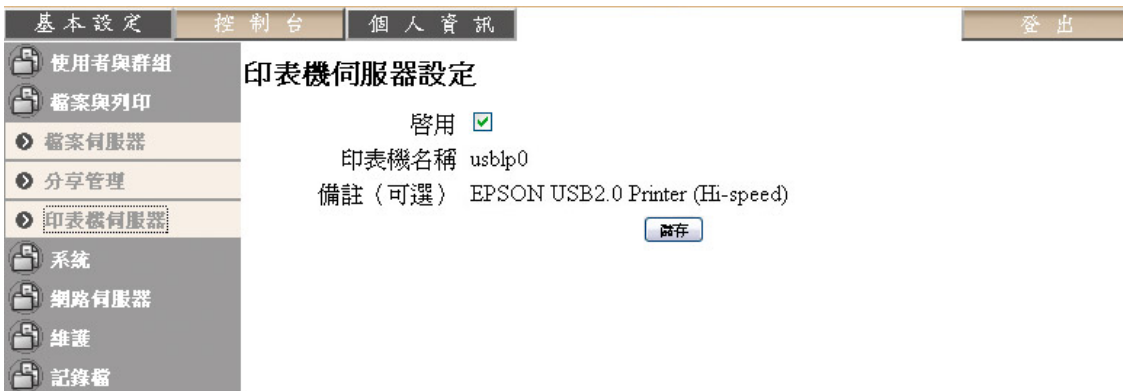 基本設定 控制台 個人資訊 登出
使用者與群組
檔案與列印
檔案伺服器
分享管理
印表機伺服器
系統
網路伺服器
維護
記錄檔
印表機伺服器設定
啓用
印表機名稱 usblp0
備註（可選） EPSON USB2.0 Printer (Hi-speed)
儲存